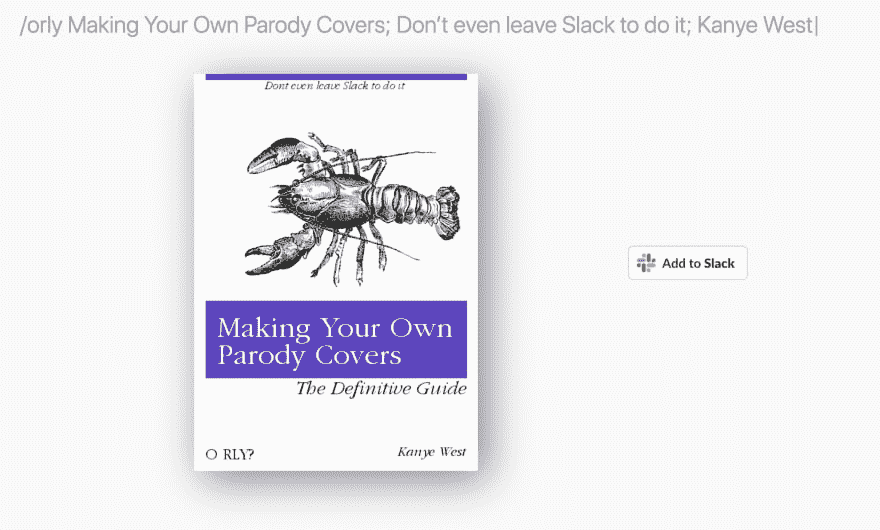 /orly Making Your Own Parody Covers; Don’t even leave Slack to do it; Kanye West|
Dont even leave Slack to do it
Making Your Own
Parody Covers
The Definitive Guide
O RLY?
Kanye West
Add to Slack